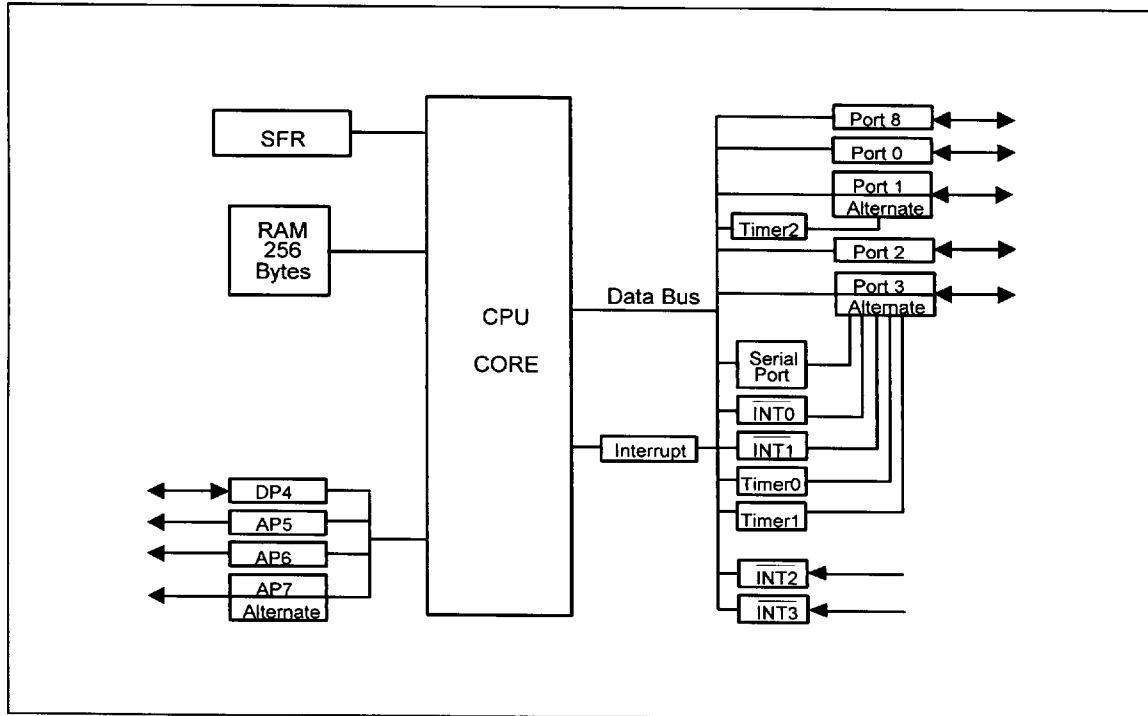 SFR
RAM
256
Bytes
DP4
AP5
AP6
AP7
Alternate
CPU
CORE
Data Bus
Interrupt
Port 8
Port 0
Port 1
Alternate
Timer2
Port 2
Port 3
Alternate
Serial
Port
INT0
INT1
Timer0
Timer1
INT2
INT3